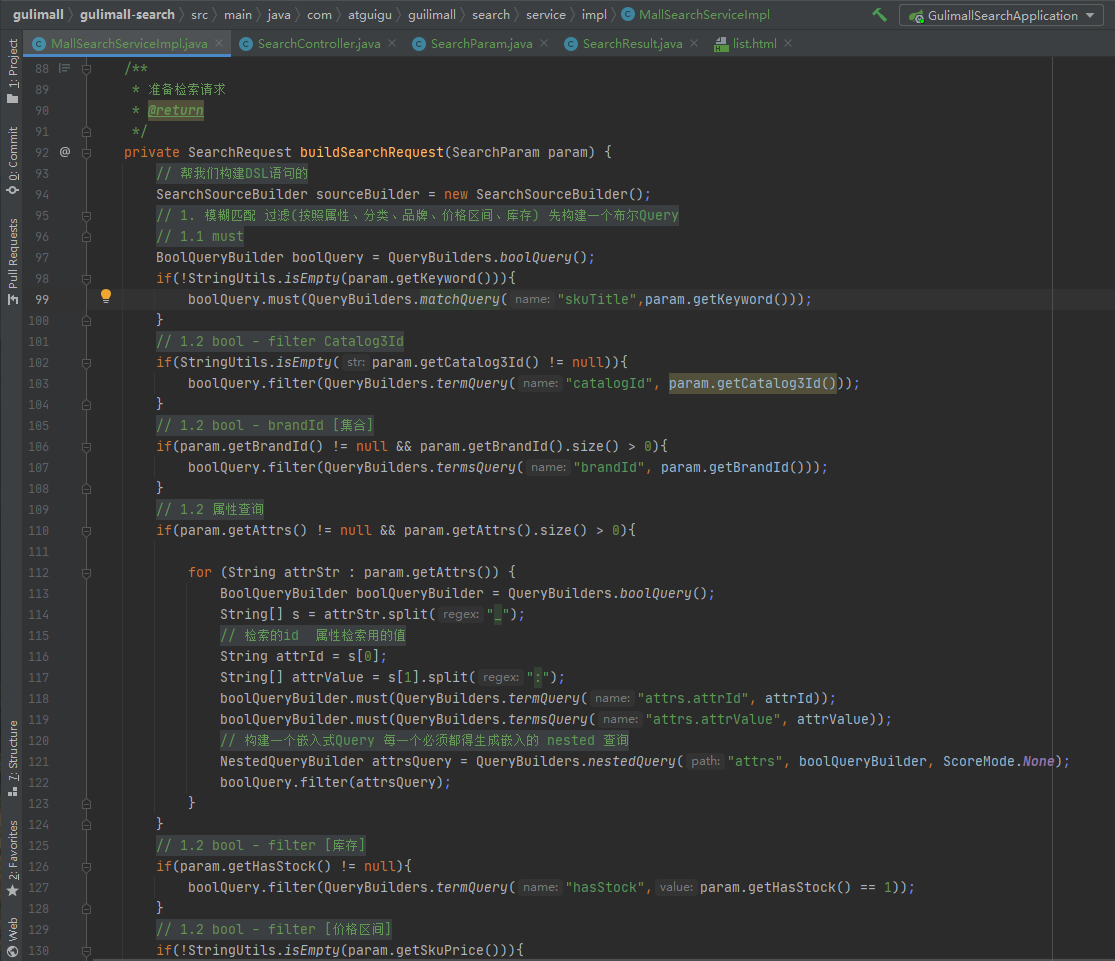 gulimall > gulimall-search > src > main > java > com > atguigu > guilimall > search > service > impl > MallSearchServiceImpl
GulimallSearchApplication
MallSearchServiceImpl.java SearchController.java SearchParam.java SearchResult.java list.html
1: Project
0: Commit
Pull Requests
7: Structure
2: Favorites
Web
88 /**
89 * 准备检索请求
90 * @return
91 */
92 @ private SearchRequest buildSearchRequest(SearchParam param) {
93 // 帮我们构建DSL语句的
94 SearchSourceBuilder sourceBuilder = new SearchSourceBuilder();
95 // 1. 模糊匹配 过滤(按照属性、分类、品牌、价格区间、库存) 先构建一个布尔Query
96 // 1.1 must
97 BoolQueryBuilder boolQuery = QueryBuilders.boolQuery();
98 if(!StringUtils.isEmpty(param.getKeyword())){
99 boolQuery.must(QueryBuilders.matchQuery( name: "skuTitle",param.getKeyword()));
100 }
101 // 1.2 bool - filter Catalog3Id
102 if(StringUtils.isEmpty( str: param.getCatalog3Id() != null)){
103 boolQuery.filter(QueryBuilders.termQuery( name: "catalogId", param.getCatalog3Id()));
104 }
105 // 1.2 bool - brandId [集合]
106 if(param.getBrandId() != null && param.getBrandId().size() > 0){
107 boolQuery.filter(QueryBuilders.termsQuery( name: "brandId", param.getBrandId()));
108 }
109 // 1.2 属性查询
110 if(param.getAttrs() != null && param.getAttrs().size() > 0){
111
112 for (String attrStr : param.getAttrs()) {
113 BoolQueryBuilder boolQueryBuilder = QueryBuilders.boolQuery();
114 String[] s = attrStr.split( regex: "_");
115 // 检索的id 属性检索用的值
116 String attrId = s[0];
117 String[] attrValue = s[1].split( regex: ":");
118 boolQueryBuilder.must(QueryBuilders.termQuery( name: "attrs.attrId", attrId));
119 boolQueryBuilder.must(QueryBuilders.termsQuery( name: "attrs.attrValue", attrValue));
120 // 构建一个嵌入式Query 每一个必须都得生成嵌入的 nested 查询
121 NestedQueryBuilder attrsQuery = QueryBuilders.nestedQuery( path: "attrs", boolQueryBuilder, ScoreMode.None);
122 boolQuery.filter(attrsQuery);
123 }
124 }
125 // 1.2 bool - filter [库存]
126 if(param.getHasStock() != null){
127 boolQuery.filter(QueryBuilders.termQuery( name: "hasStock", value: param.getHasStock() == 1));
128 }
129 // 1.2 bool - filter [价格区间]
130 if(!StringUtils.isEmpty(param.getSkuPrice())){